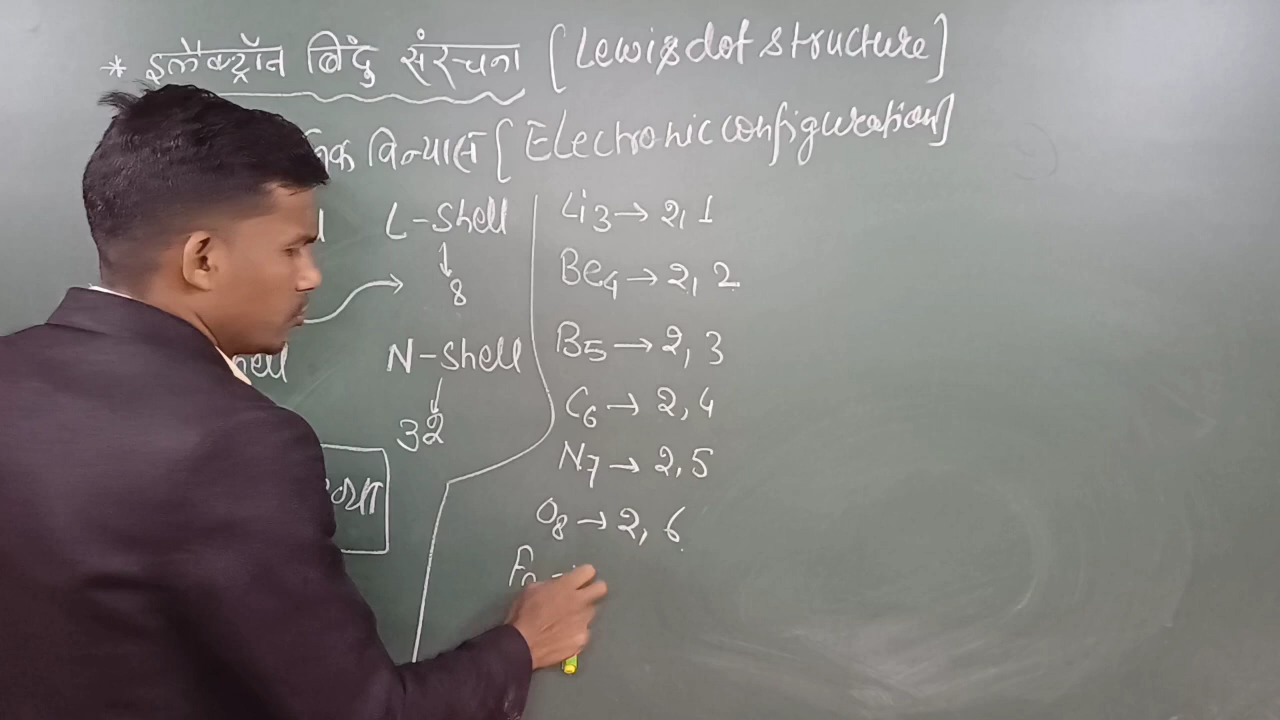 * इलैक्ट्रॉन बिंदु संरचना [Lewis dot structure]
विन्यास [Electronic configuration]
L-Shell
↓
8
N-Shell
↓
32
Li3 → 2, 1
Be4 → 2, 2
B5 → 2, 3
C6 → 2, 4
N7 → 2, 5
O8 → 2, 6
F9